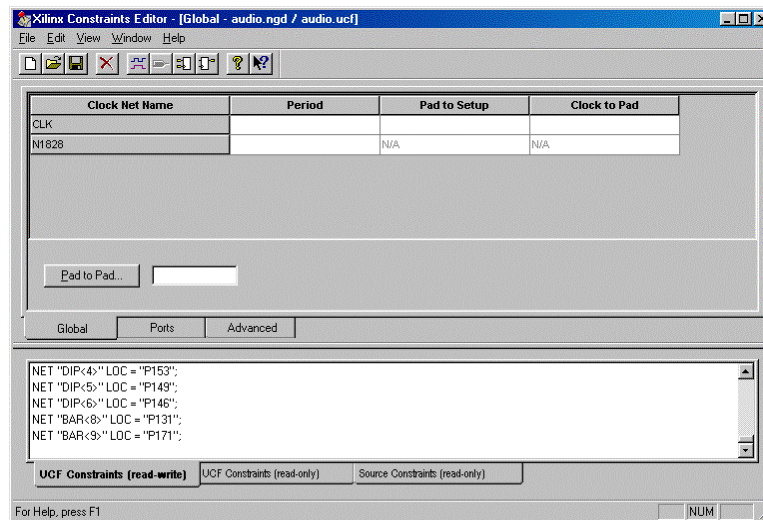 Xilinx Constraints Editor - [Global - audio.ngd / audio.ucf]
File Edit View Window Help
Clock Net Name Period Pad to Setup Clock to Pad
CLK
N1828 N/A N/A
Pad to Pad...
Global Ports Advanced
NET "DIP<4>" LOC = "P153";
NET "DIP<5>" LOC = "P149";
NET "DIP<6>" LOC = "P146";
NET "BAR<8>" LOC = "P131";
NET "BAR<9>" LOC = "P171";
UCF Constraints (read-write) UCF Constraints (read-only) Source Constraints (read-only)
For Help, press F1 NUM